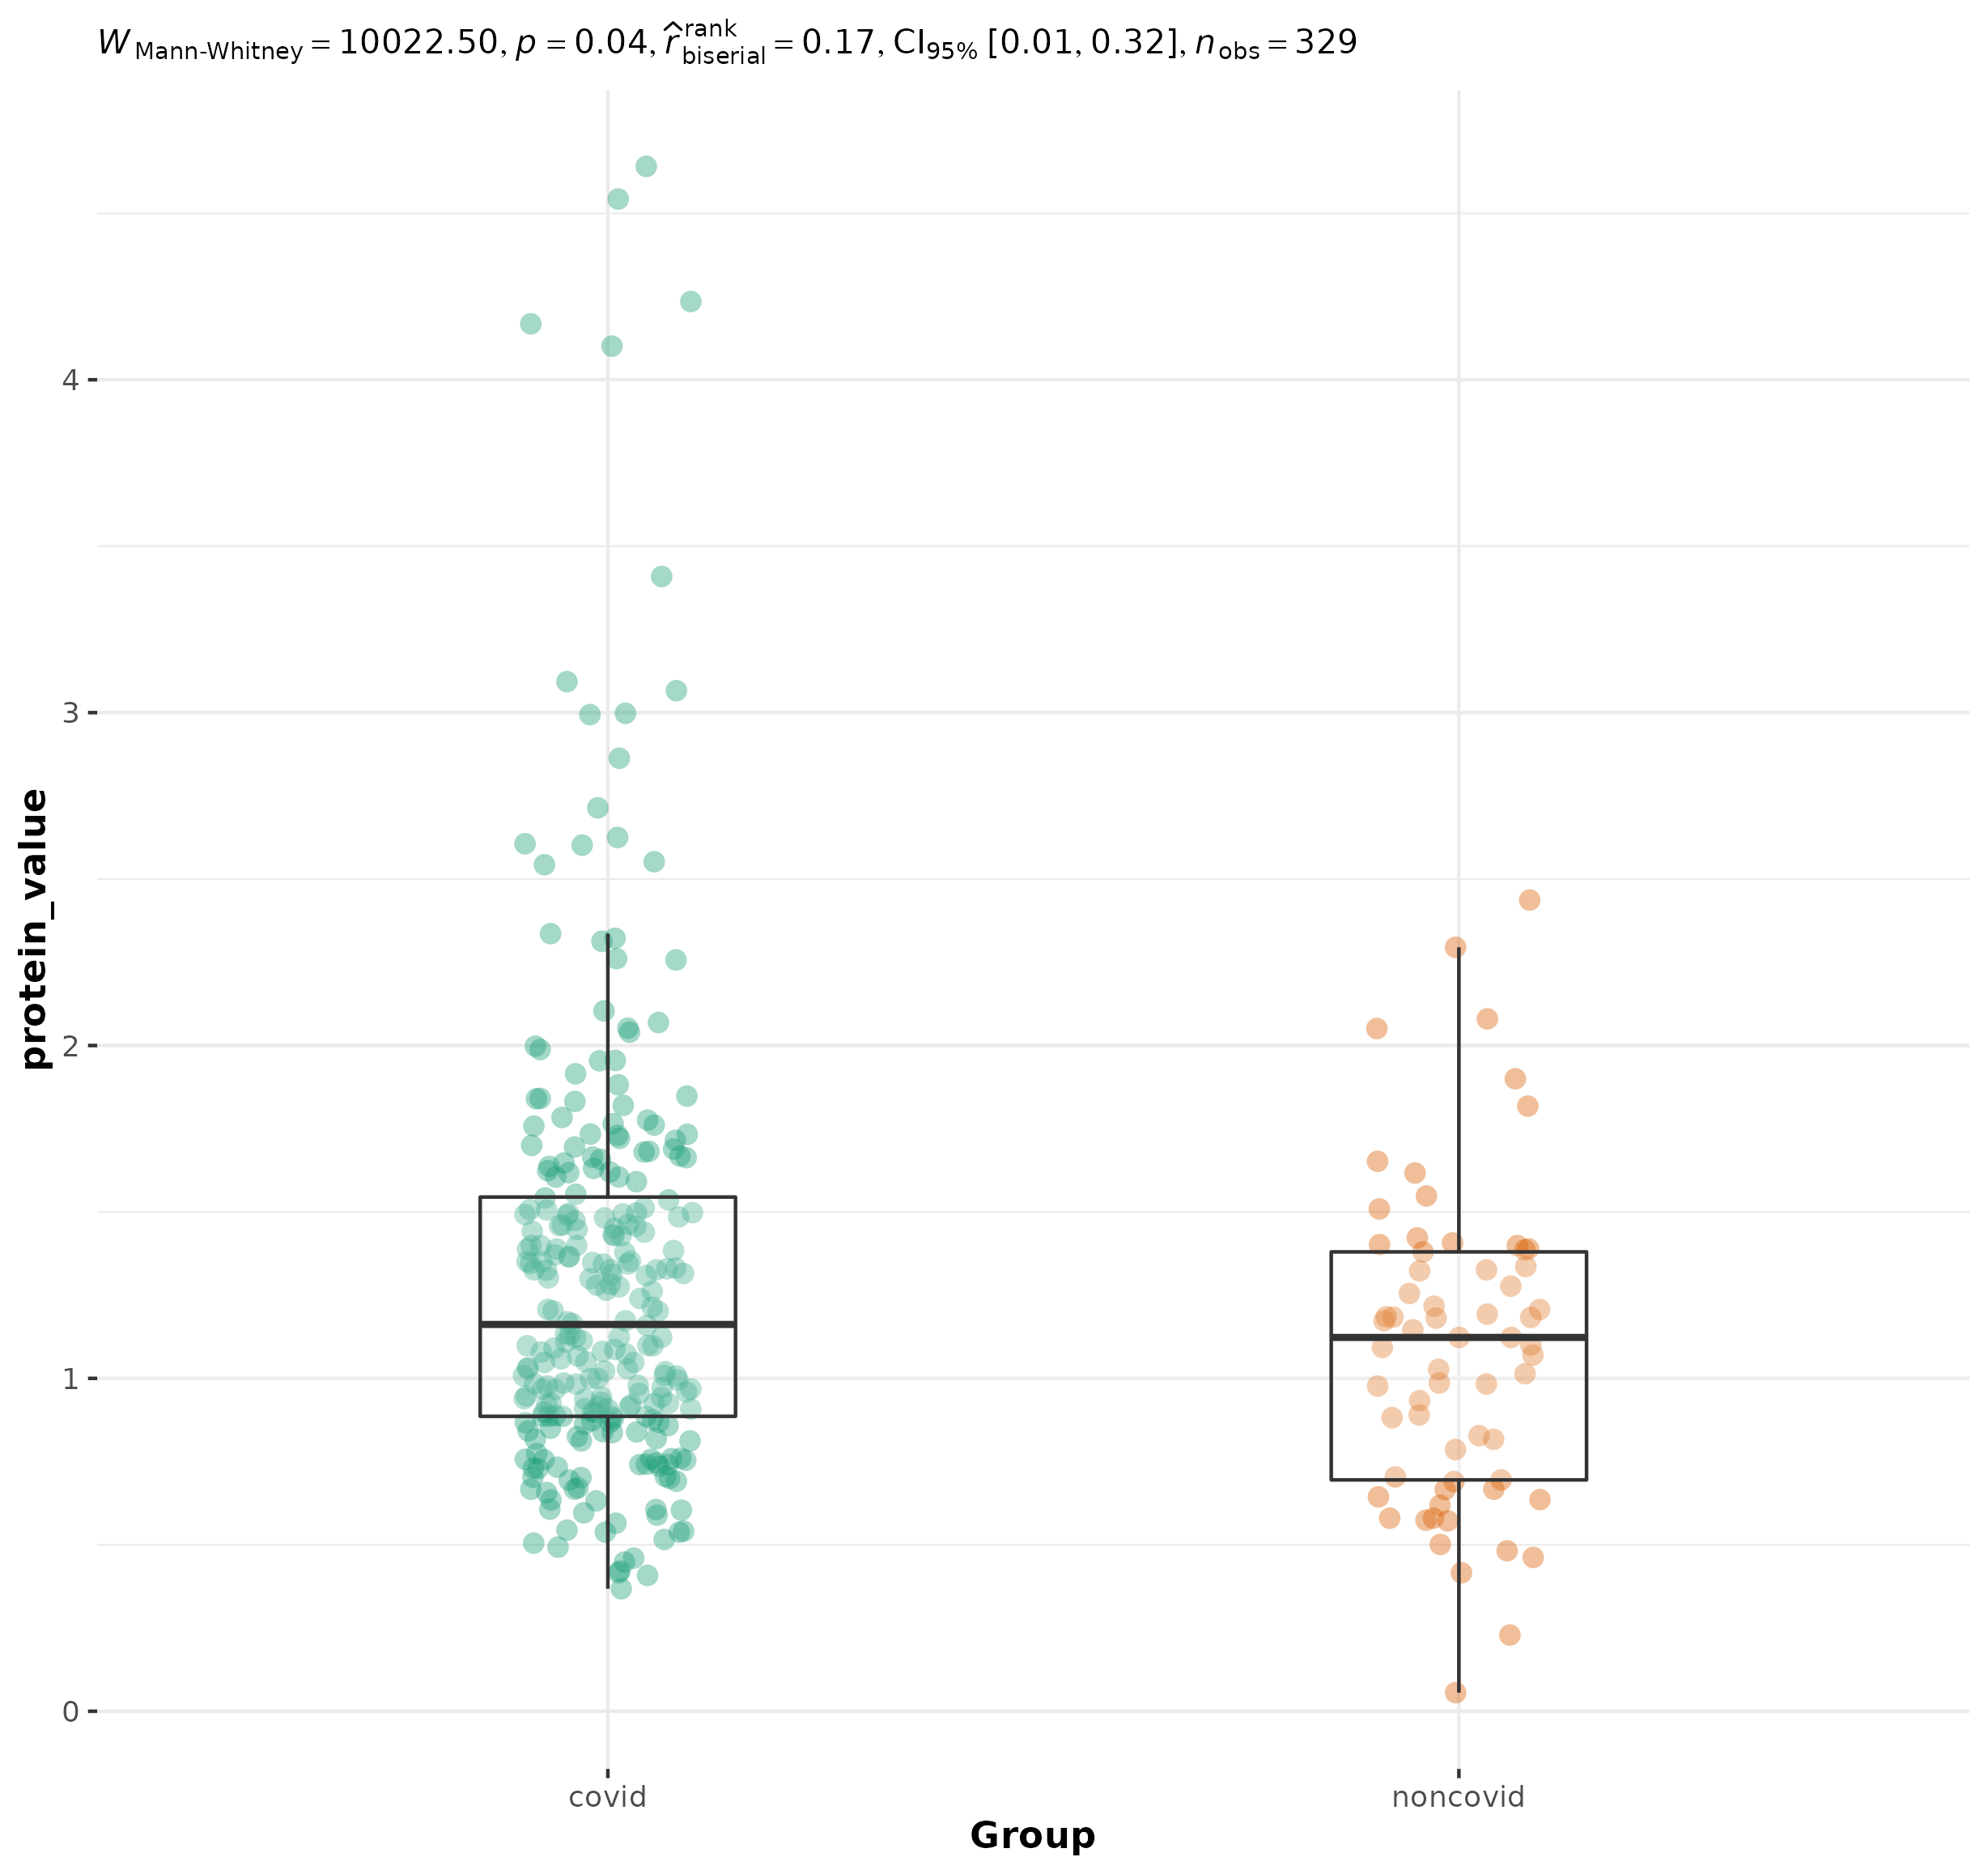 W Mann-Whitney = 10022.50, p = 0.04, r̂ rank biserial = 0.17, CI95% [0.01, 0.32], nobs = 329
4
3
2
1
0
protein_value
covid noncovid
Group